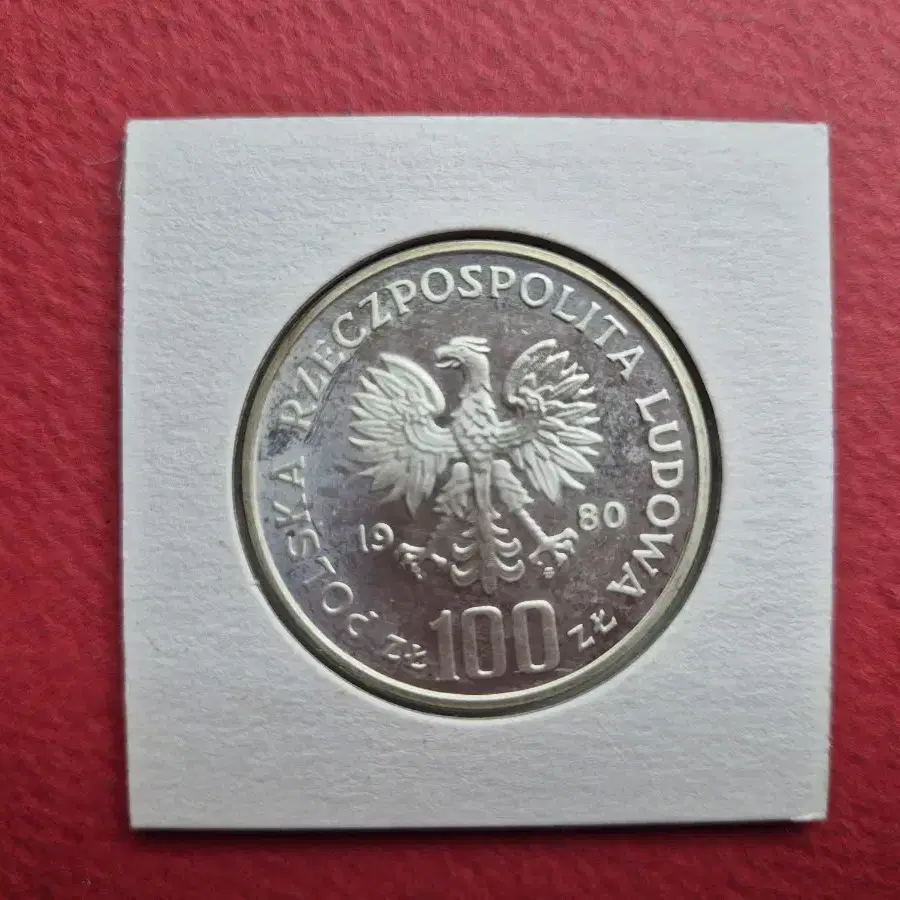 POLSKA RZECZPOSPOLITA LUDOWA
19 80
ZŁ 100 ZŁ